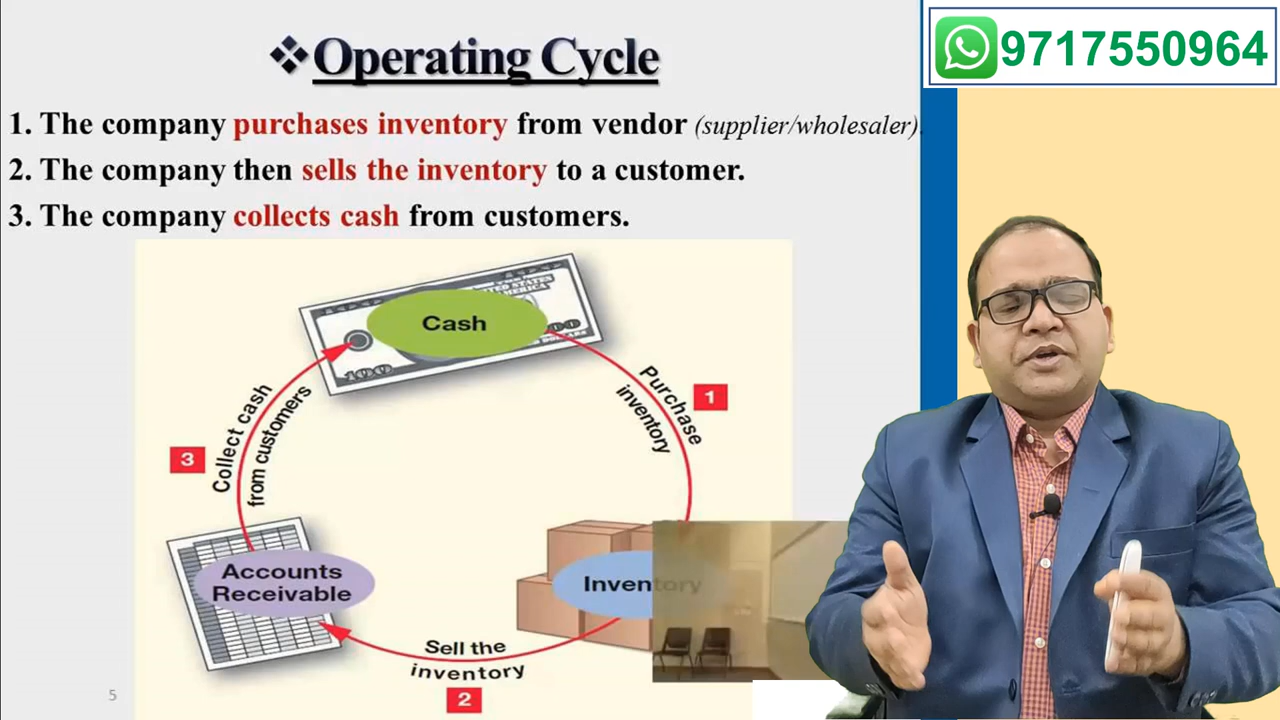 ❖Operating Cycle
9717550964
1. The company purchases inventory from vendor (supplier/wholesaler).
2. The company then sells the inventory to a customer.
3. The company collects cash from customers.
Cash
100
Purchase
inventory
1
Collect cash
from customers
3
Accounts
Receivable
Inventory
Sell the
inventory
2
5